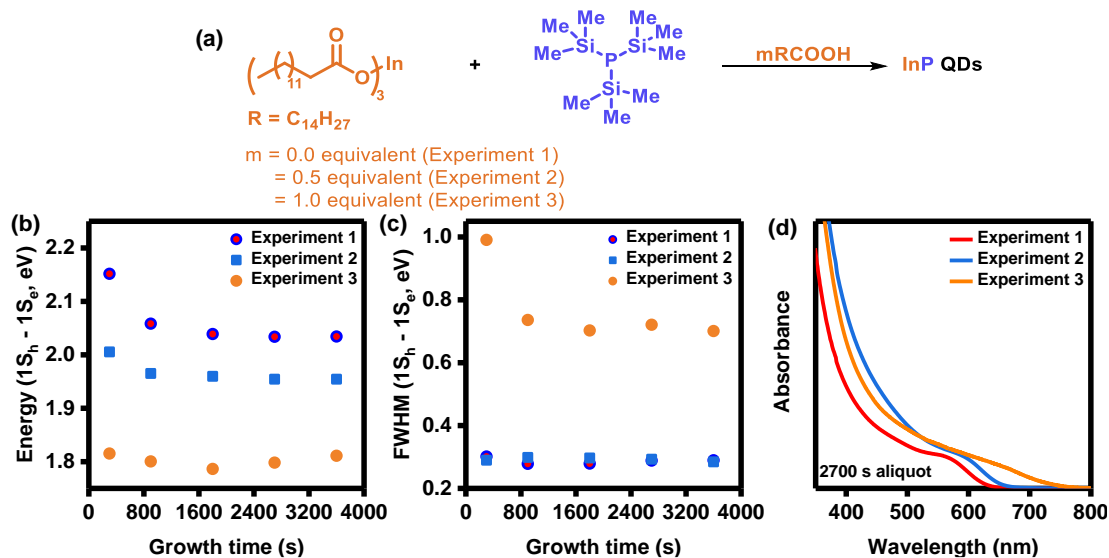 (a)
O
O
In
11
3
R = C₁₄H₂₇
+
Me
Me
Me
Me
Me
Me
Si
Si
P
Si
Me
Me
Me
mRCOOH
InP QDs
m = 0.0 equivalent (Experiment 1)
= 0.5 equivalent (Experiment 2)
= 1.0 equivalent (Experiment 3)
(b)
Energy (1Sₕ - 1Sₑ, eV)
2.2
2.1
2.0
1.9
1.8
Experiment 1
Experiment 2
Experiment 3
0 800 1600 2400 3200 4000
Growth time (s)
(c)
FWHM (1Sₕ - 1Sₑ, eV)
1.0
0.8
0.6
0.4
0.2
Experiment 1
Experiment 2
Experiment 3
0 800 1600 2400 3200 4000
Growth time (s)
(d)
Absorbance
Experiment 1
Experiment 2
Experiment 3
2700 s aliquot
400 500 600 700 800
Wavelength (nm)